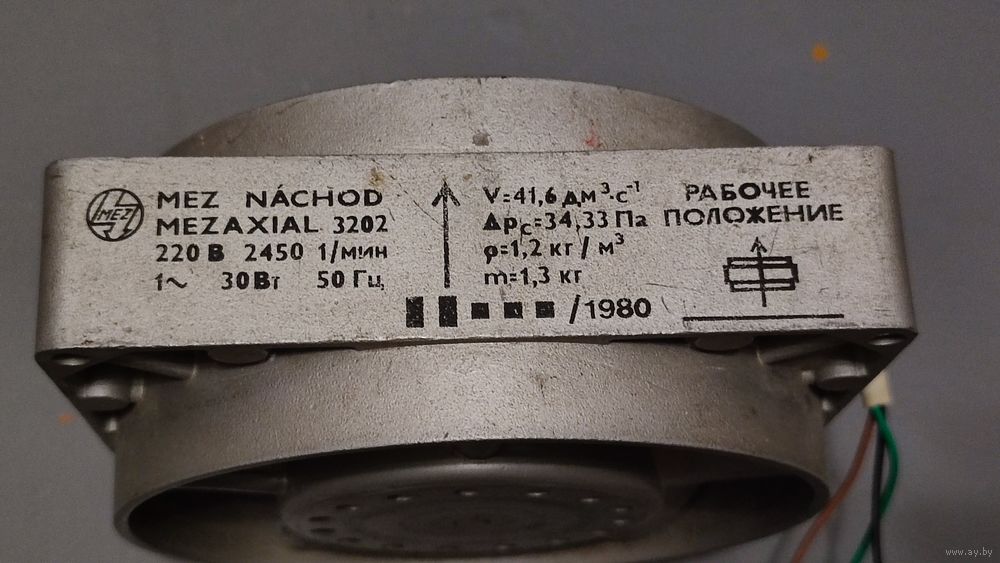 MEZ
MEZ NÁCHOD
MEZAXIAL 3202
220 В 2450 1/мин
1~ 30Вт 50 Гц
V=41,6 дм³·с⁻¹
Δpc=34,33 Па
ρ=1,2 кг / м³
m=1,3 кг
/1980
РАБОЧЕЕ
ПОЛОЖЕНИЕ
www.ay.by